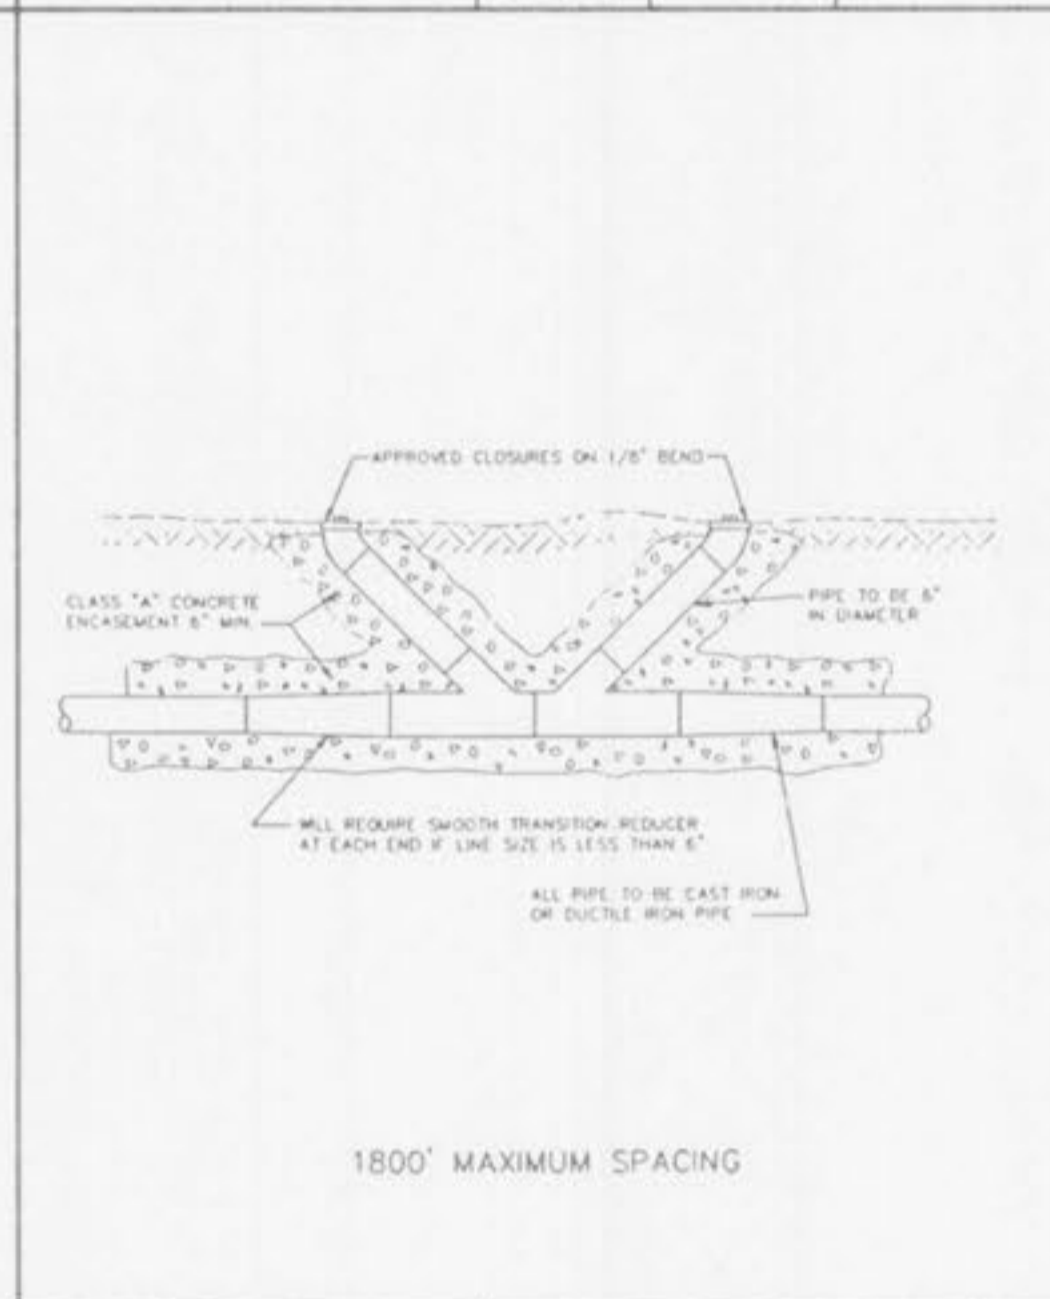 APPROVED CLOSURES ON 1/8" BEND
CLASS "A" CONCRETE
ENCASEMENT 6" MIN.
PIPE TO BE 6"
IN DIAMETER
WILL REQUIRE SMOOTH TRANSITION REDUCER
AT EACH END IF LINE SIZE IS LESS THAN 6"
ALL PIPE TO BE CAST IRON
OR DUCTILE IRON PIPE
1800' MAXIMUM SPACING